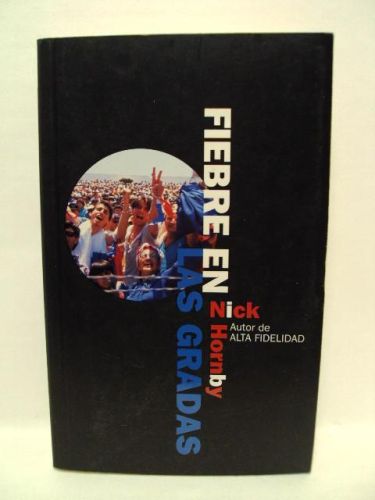 FIEBRE EN
LAS GRADAS
Nick
Hornby
Autor de
ALTA FIDELIDAD